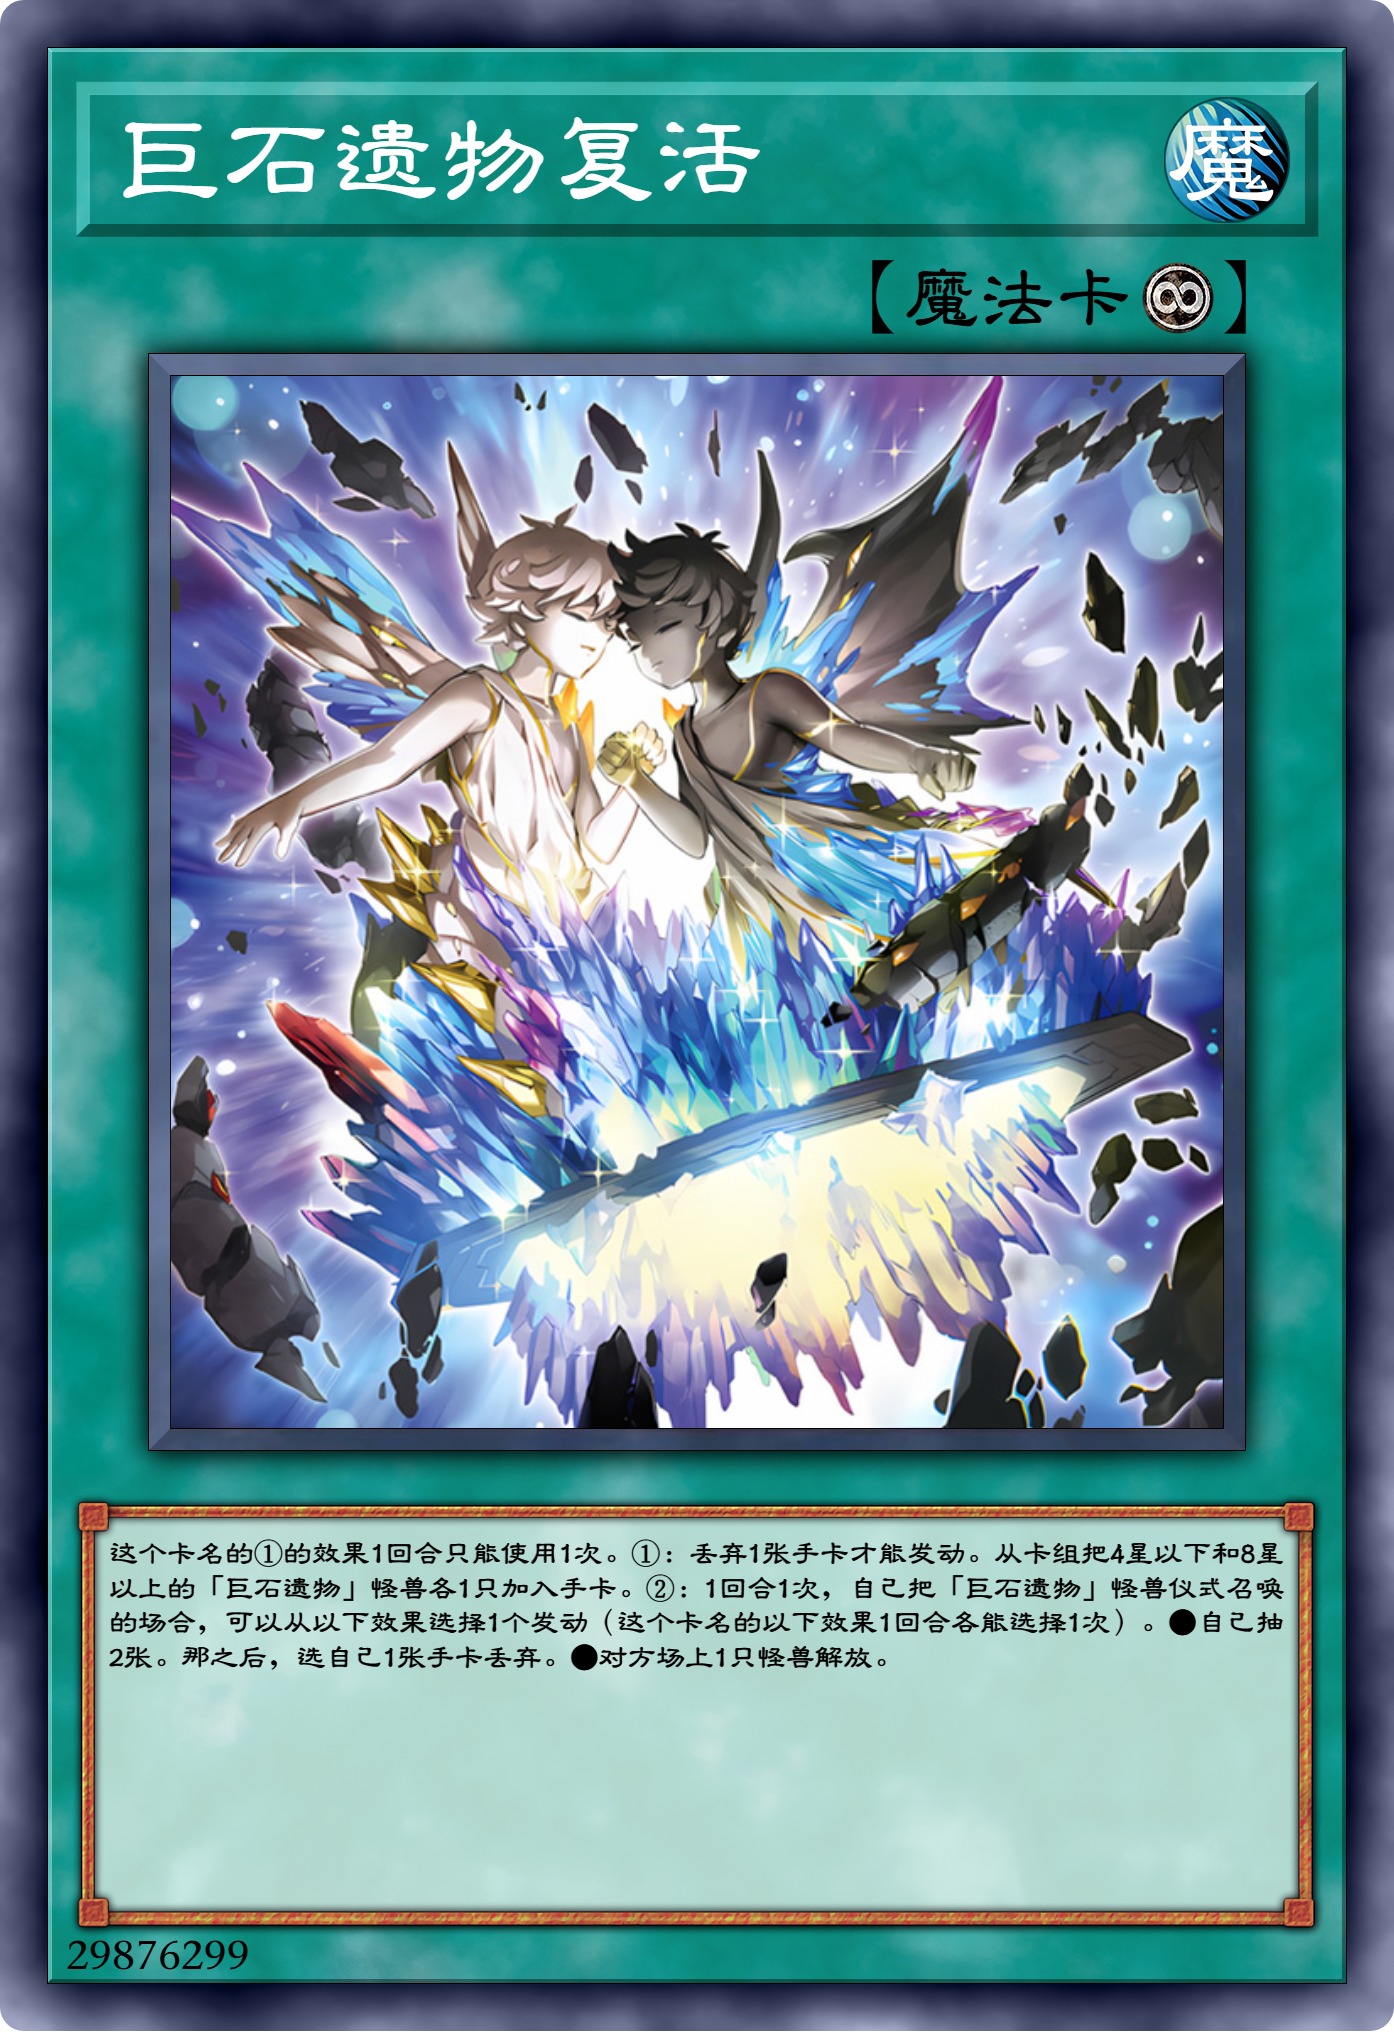 巨石遗物复活
魔
【魔法卡♾】
这个卡名的①的效果1回合只能使用1次。①：丢弃1张手卡才能发动。从卡组把4星以下和8星
以上的「巨石遗物」怪兽各1只加入手卡。②：1回合1次，自己把「巨石遗物」怪兽仪式召唤
的场合，可以从以下效果选择1个发动（这个卡名的以下效果1回合各能选择1次）。●自己抽
2张。那之后，选自己1张手卡丢弃。●对方场上1只怪兽解放。
29876299